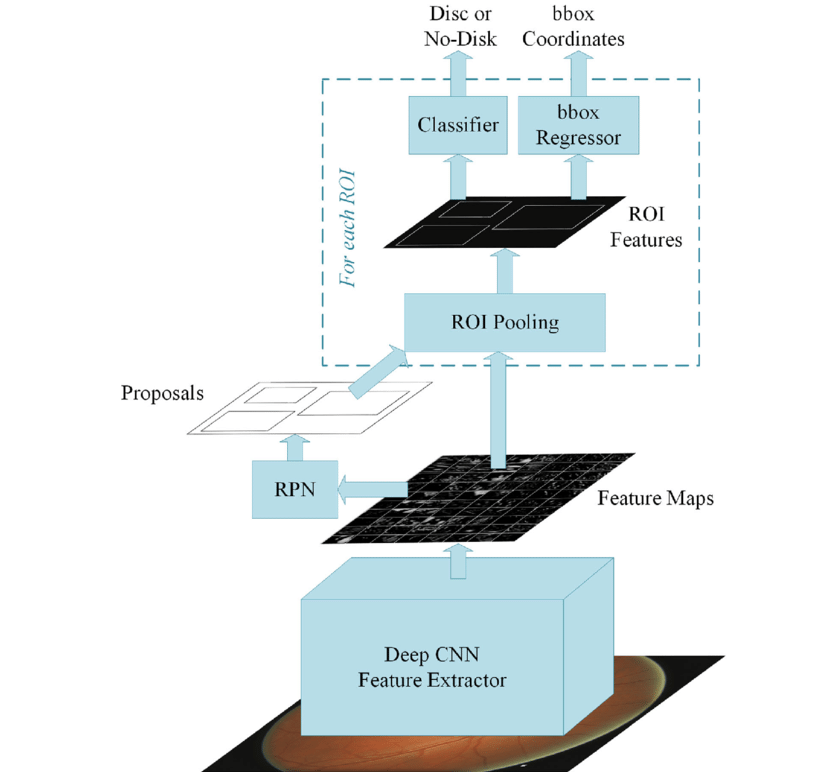 Disc or
No-Disk
bbox
Coordinates
Classifier
bbox
Regressor
For each ROI
ROI
Features
ROI Pooling
Proposals
RPN
Feature Maps
Deep CNN
Feature Extractor